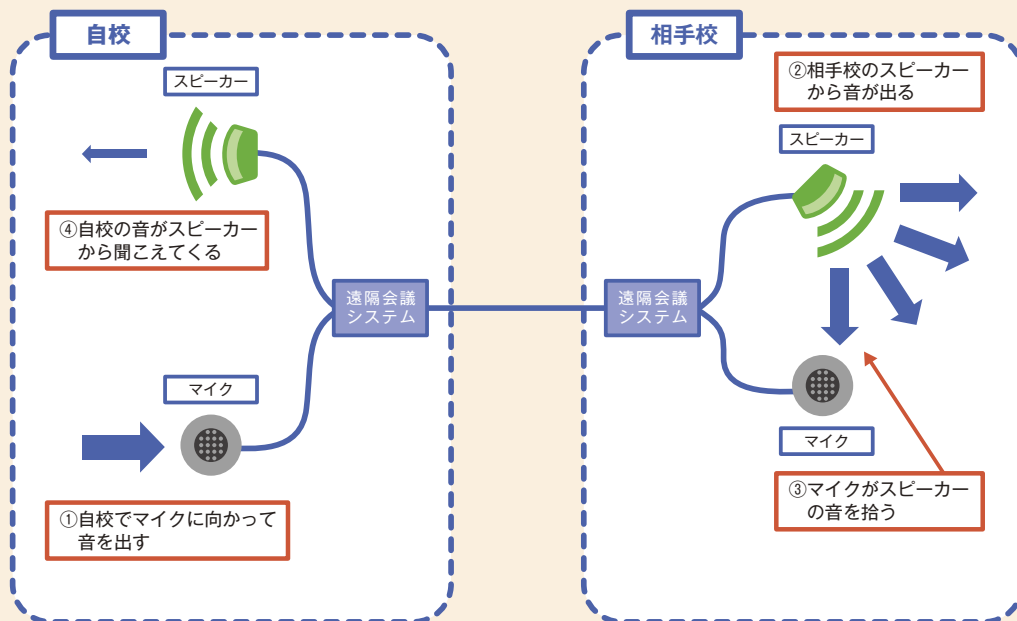 自校
スピーカー
④自校の音がスピーカー
から聞こえてくる
遠隔会議
システム
マイク
①自校でマイクに向かって
音を出す
相手校
②相手校のスピーカー
から音が出る
スピーカー
遠隔会議
システム
マイク
③マイクがスピーカー
の音を拾う